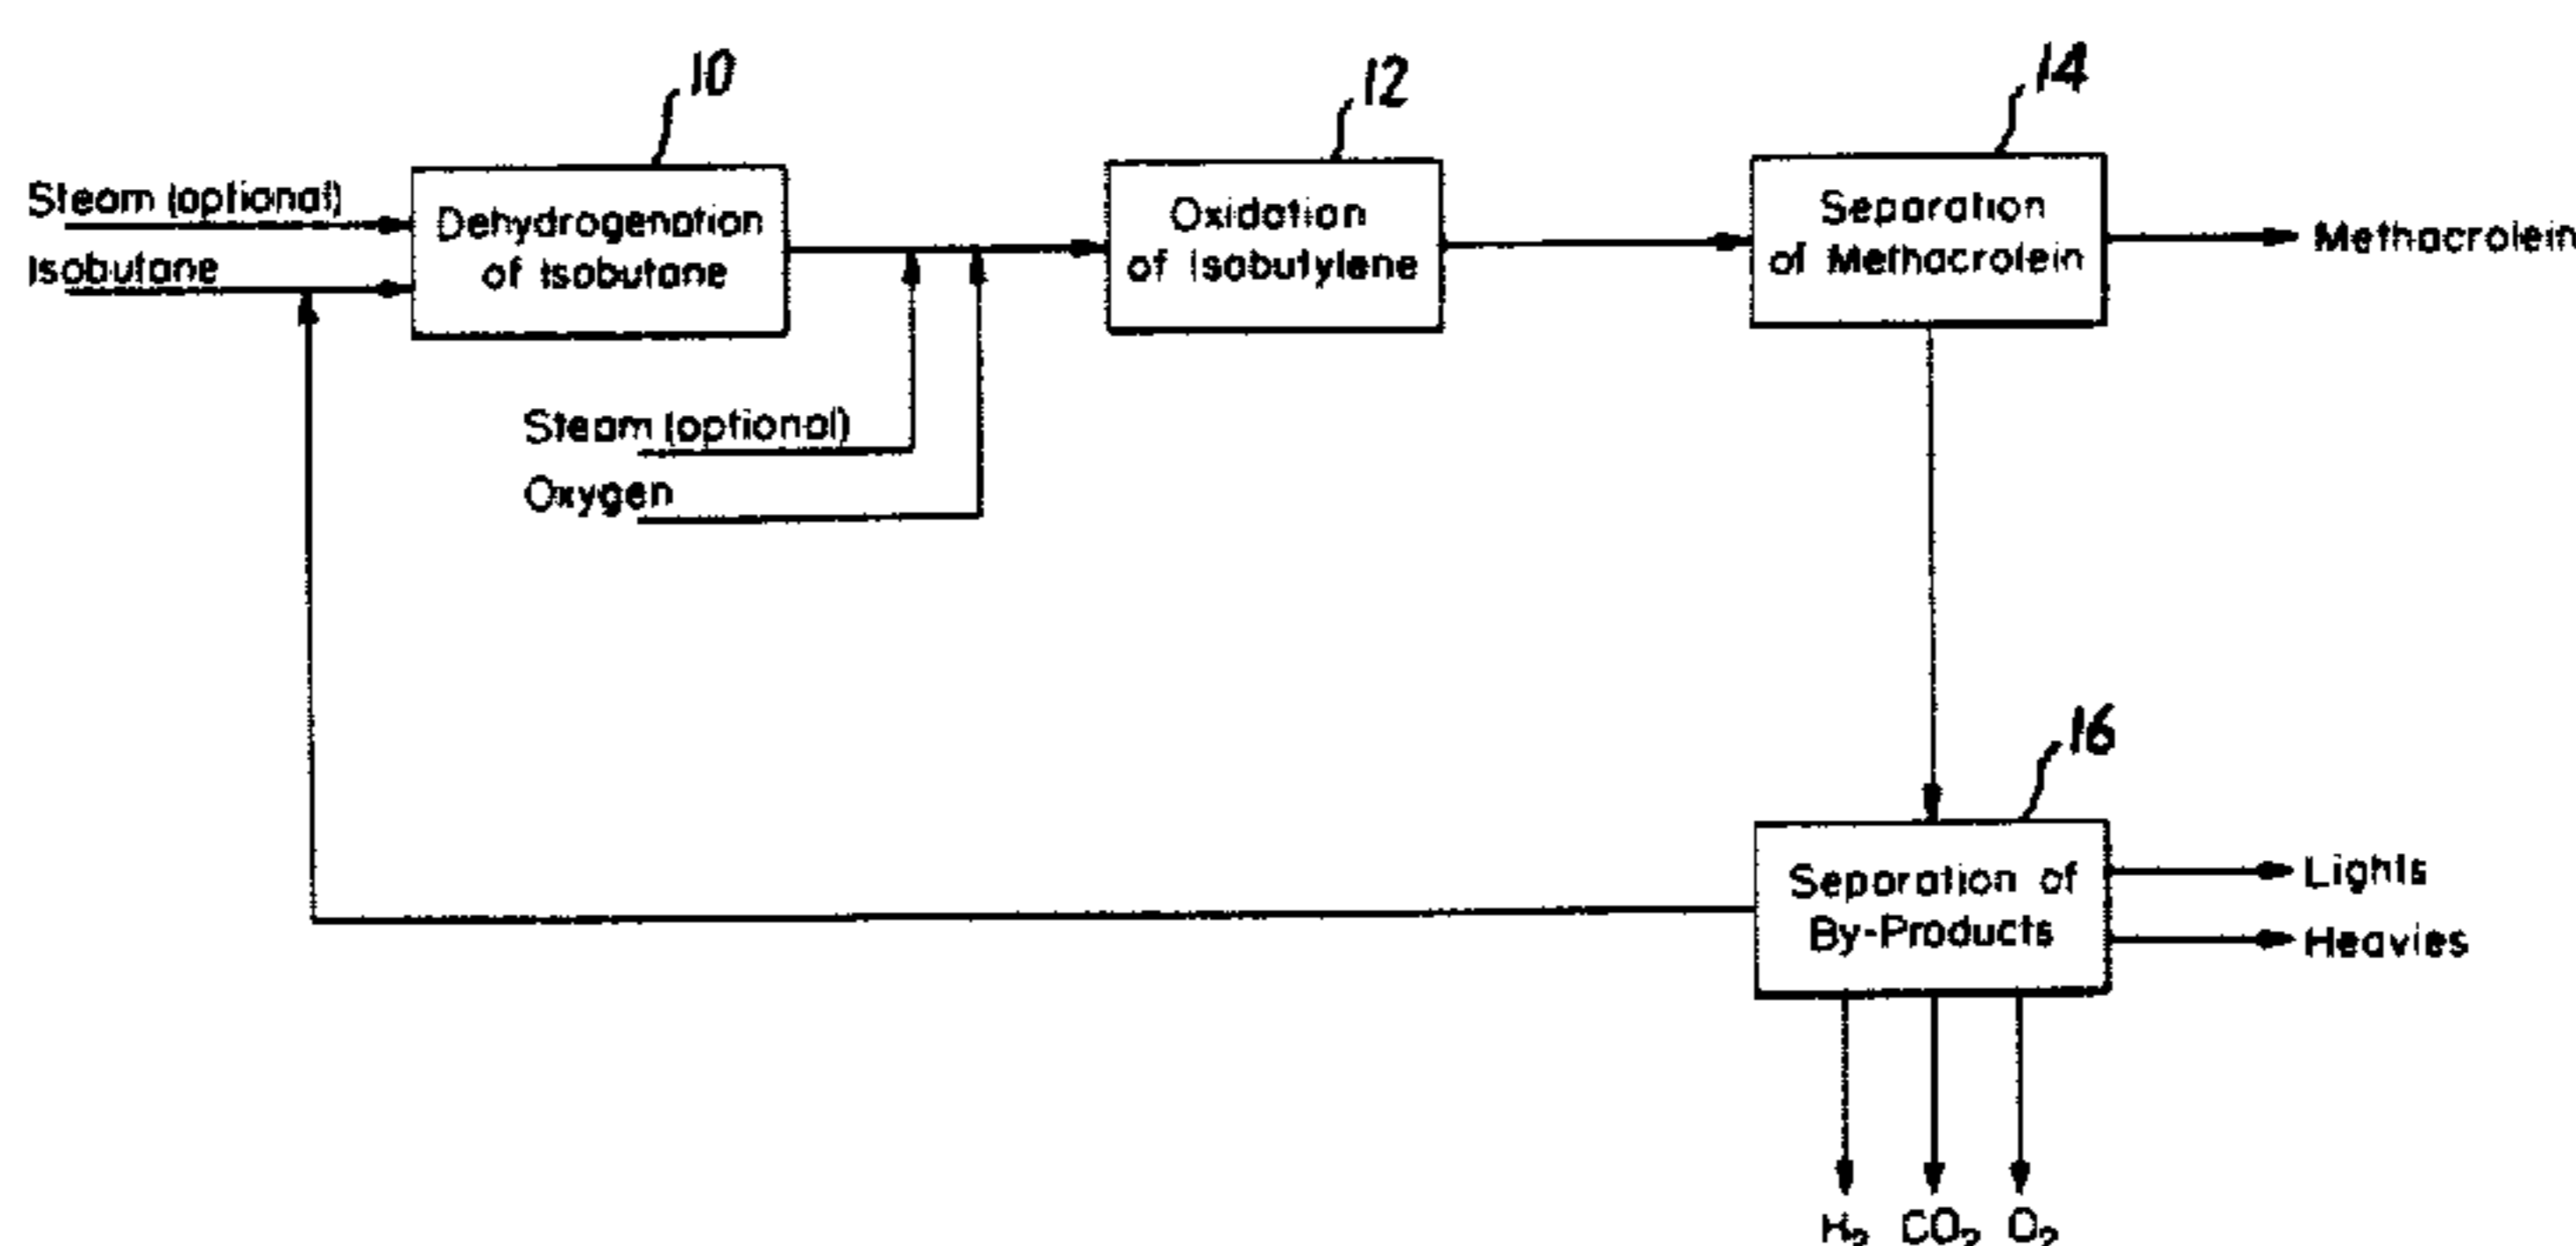 10
12
14
Steam (optional)
Isobutane
Dehydrogenation
of Isobutane
Oxidation
of Isobutylene
Separation
of Methacrolein
Methacrolein
Steam (optional)
Oxygen
16
Separation of
By-Products
Lights
Heavies
H₂ CO₂ O₂